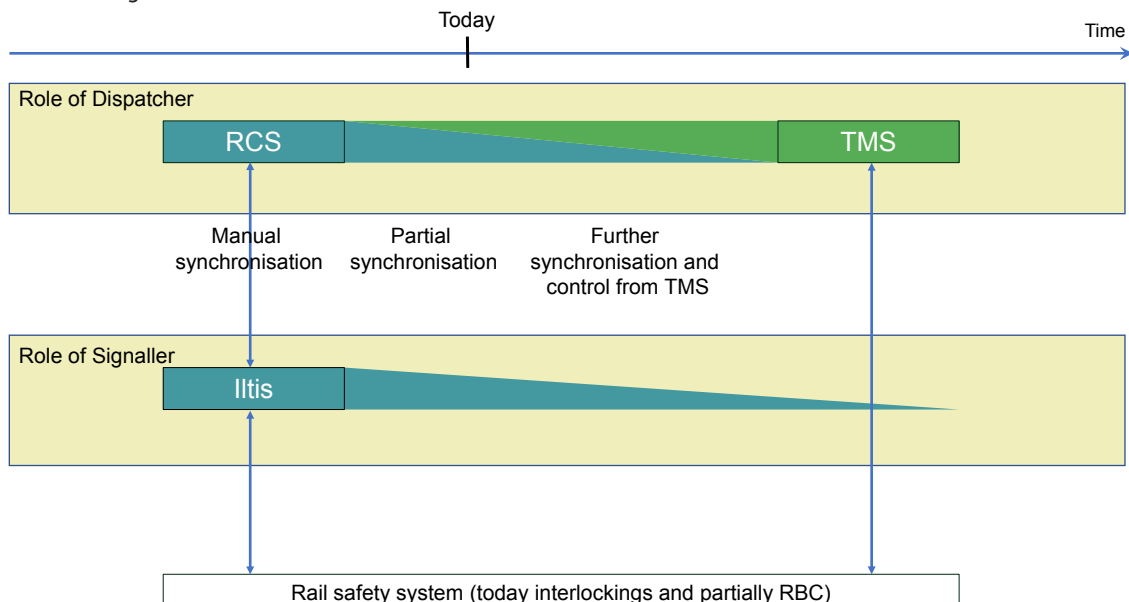 Today
Time
Role of Dispatcher
RCS
TMS
Manual
synchronisation
Partial
synchronisation
Further
synchronisation and
control from TMS
Role of Signaller
Iltis
Rail safety system (today interlockings and partially RBC)